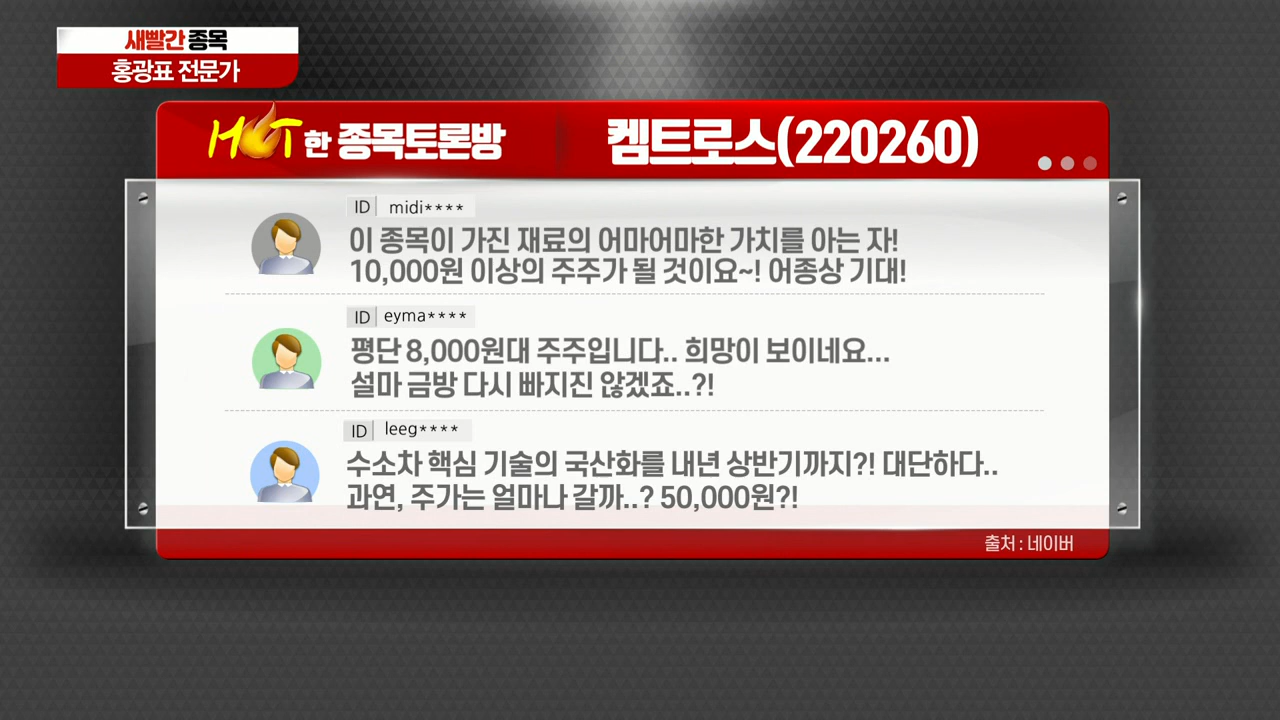 새빨간 종목
홍광표 전문가
HOT한 종목토론방
켐트로스(220260)
ID midi****
이 종목이 가진 재료의 어마어마한 가치를 아는 자!
10,000원 이상의 주주가 될 것이요~! 어종상 기대!
ID eyma****
평단 8,000원대 주주입니다.. 희망이 보이네요...
설마 금방 다시 빠지진 않겠죠..?!
ID leeg****
수소차 핵심 기술의 국산화를 내년 상반기까지?! 대단하다..
과연, 주가는 얼마나 갈까..? 50,000원?!
출처 : 네이버